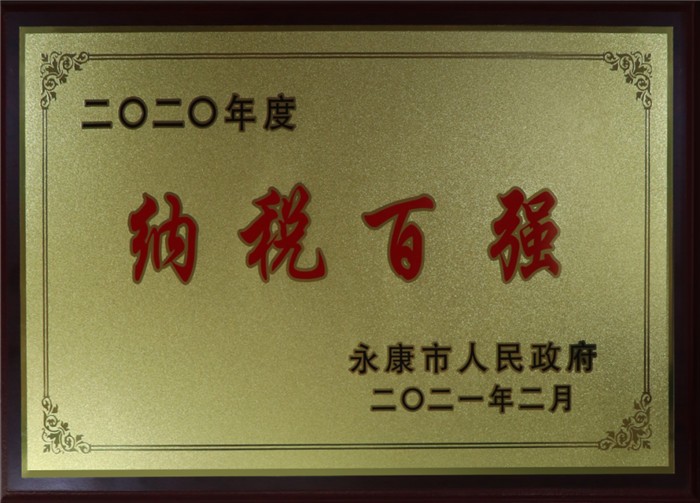 二〇二〇年度
纳税百强
永康市人民政府
二〇二一年二月